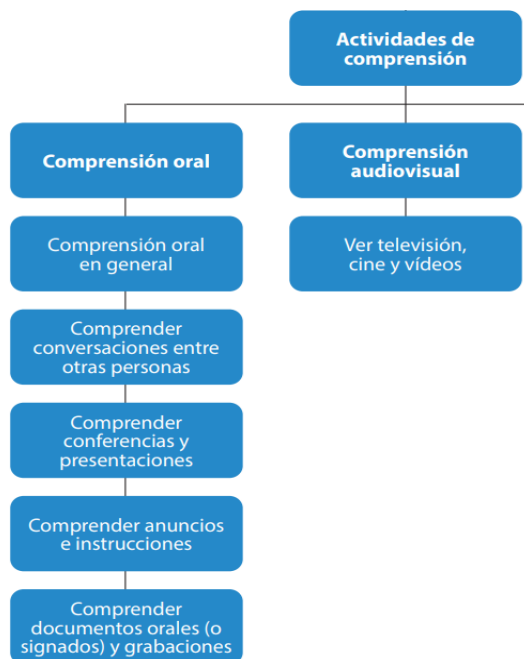 Actividades de
comprensión
Comprensión oral
Comprensión
audiovisual
Comprensión oral
en general
Ver televisión,
cine y vídeos
Comprender
conversaciones entre
otras personas
Comprender
conferencias y
presentaciones
Comprender anuncios
e instrucciones
Comprender
documentos orales (o
signados) y grabaciones